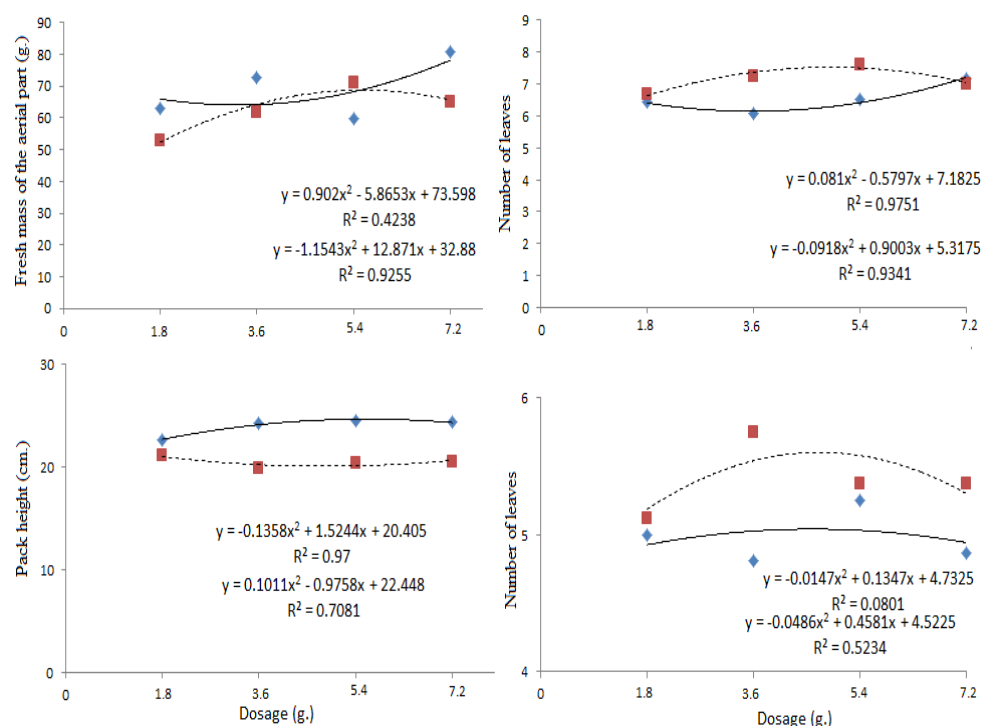 Fresh mass of the aerial part (g.)
90
80
70
60
50
40
30
20
10
0
y = 0.902x² - 5.8653x + 73.598
R² = 0.4238
y = -1.1543x² + 12.871x + 32.88
R² = 0.9255
0
1.8
3.6
5.4
7.2
Number of leaves
9
8
7
6
5
4
3
2
1
0
y = 0.081x² - 0.5797x + 7.1825
R² = 0.9751
y = -0.0918x² + 0.9003x + 5.3175
R² = 0.9341
0
1.8
3.6
5.4
7.2
Pack height (cm.)
30
20
10
0
y = -0.1358x² + 1.5244x + 20.405
R² = 0.97
y = 0.1011x² - 0.9758x + 22.448
R² = 0.7081
0
1.8
3.6
5.4
7.2
Dosage (g.)
Number of leaves
6
5
4
y = -0.0147x² + 0.1347x + 4.7325
R² = 0.0801
y = -0.0486x² + 0.4581x + 4.5225
R² = 0.5234
0
1.8
3.6
5.4
7.2
Dosage (g.)